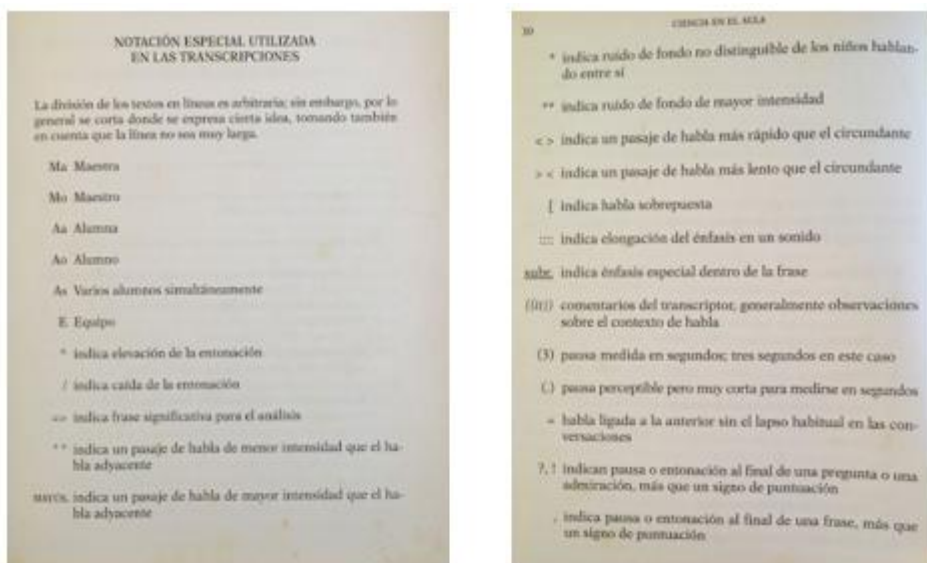 NOTACIÓN ESPECIAL UTILIZADA
EN LAS TRANSCRIPCIONES
La división de los textos en líneas es arbitraria; sin embargo, por lo
general se corta donde se expresa cierta idea, tomando también
en cuenta que la línea no sea muy larga.
Ma Maestra
Mo Maestro
Aa Alumna
Ao Alumno
As Varios alumnos simultáneamente
E Equipo
indica elevación de la entonación
/ indica caída de la entonación
indica frase significativa para el análisis
indica un pasaje de habla de menor intensidad que el ha-
bla adyacente
MAYÚS. indica un pasaje de habla de mayor intensidad que el ha-
bla adyacente
CIENCIA EN EL AULA
* indica ruido de fondo no distinguible de los niños hablan-
do entre sí
** indica ruido de fondo de mayor intensidad
< > indica un pasaje de habla más rápido que el circundante
> < indica un pasaje de habla más lento que el circundante
[ indica habla sobrepuesta
:::: indica elongación del énfasis en un sonido
subr. indica énfasis especial dentro de la frase
comentarios del transcriptor, generalmente observaciones
sobre el contexto de habla
(3) pausa medida en segundos; tres segundos en este caso
(.) pausa perceptible pero muy corta para medirse en segundos
= habla ligada a la anterior sin el lapso habitual en las con-
versaciones
?, ! indican pausa o entonación al final de una pregunta o una
admiración, más que un signo de puntuación
, indica pausa o entonación al final de una frase, más que
un signo de puntuación